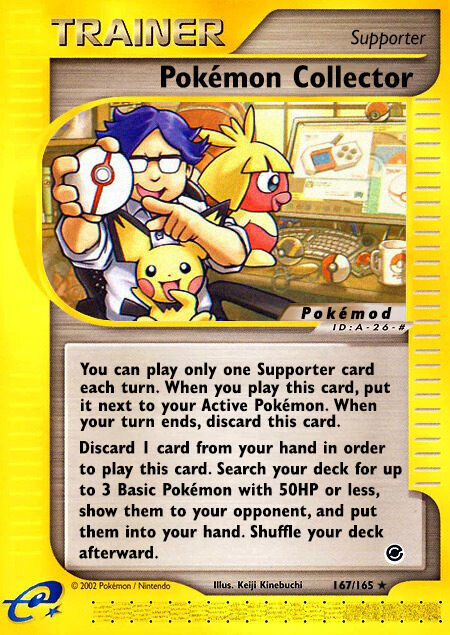 TRAINER
Supporter
Pokémon Collector
Pokémod
ID:A-26-#
You can play only one Supporter card
each turn. When you play this card, put
it next to your Active Pokémon. When
your turn ends, discard this card.
Discard 1 card from your hand in order
to play this card. Search your deck for up
to 3 Basic Pokémon with 50HP or less,
show them to your opponent, and put
them into your hand. Shuffle your deck
afterward.
© 2002 Pokémon / Nintendo
Illus. Keiji Kinebuchi
167/165 ★
e